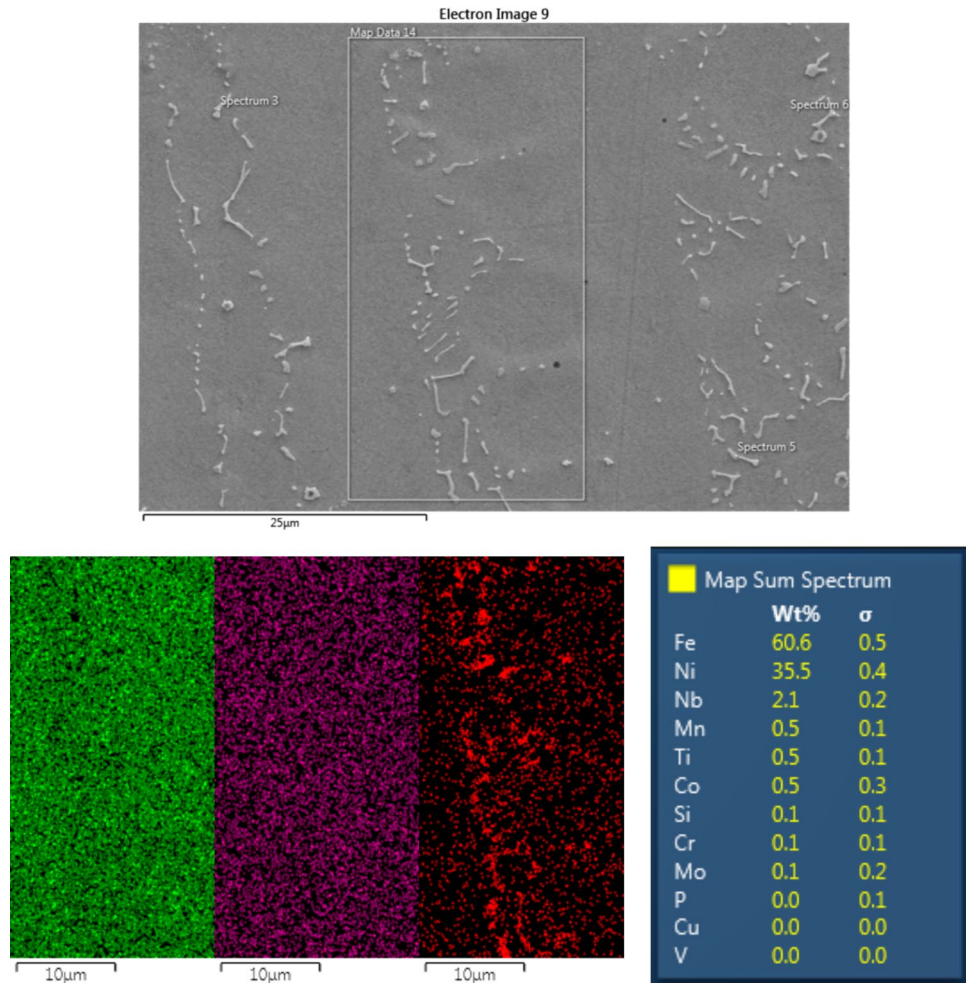 Electron Image 9
Map Data 14
Spectrum 3
Spectrum 6
Spectrum 5
25µm
10µm 10µm 10µm
Map Sum Spectrum
Wt% σ
Fe 60.6 0.5
Ni 35.5 0.4
Nb 2.1 0.2
Mn 0.5 0.1
Ti 0.5 0.1
Co 0.5 0.3
Si 0.1 0.1
Cr 0.1 0.1
Mo 0.1 0.2
P 0.0 0.1
Cu 0.0 0.0
V 0.0 0.0